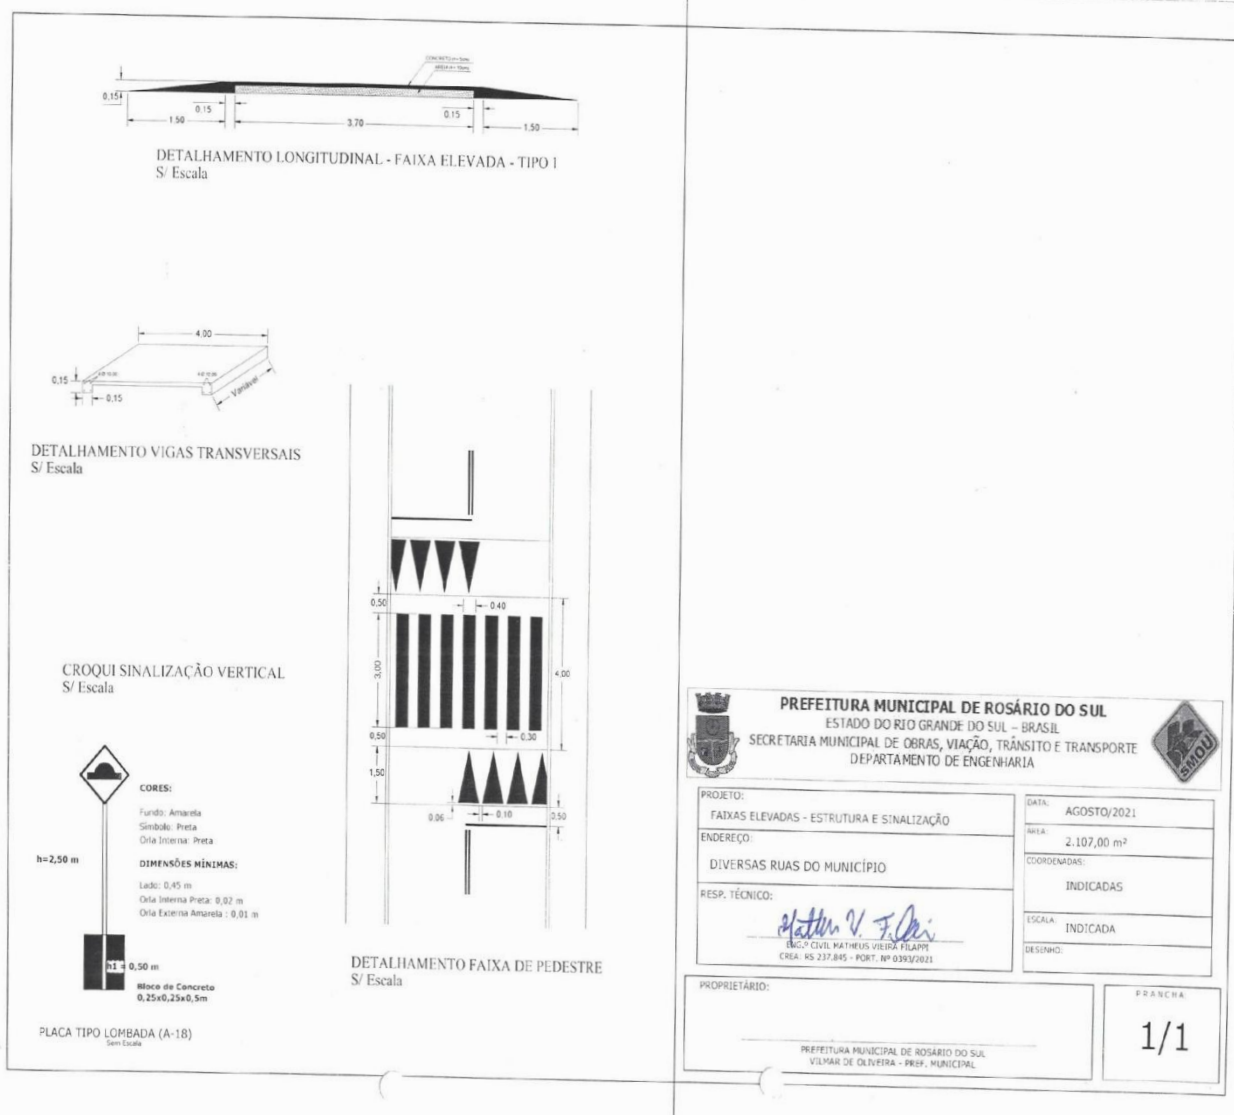 0,15
0,15
0,15
1,50
3,70
1,50
DETALHAMENTO LONGITUDINAL - FAIXA ELEVADA - TIPO 1
S/ Escala
4,00
0,15
0,15
Variável
DETALHAMENTO VIGAS TRANSVERSAIS
S/ Escala
0,50
0.40
3,00
4,00
0,50
0.30
1,50
0.06
0.10
0,50
DETALHAMENTO FAIXA DE PEDESTRE
S/ Escala
CROQUI SINALIZAÇÃO VERTICAL
S/ Escala
CORES:
Fundo: Amarela
Simbolo: Preta
Orla Interna: Preta
h=2,50 m
DIMENSÕES MÍNIMAS:
Lado: 0,45 m
Orla Interna Preta: 0,02 m
Orla Externa Amarela : 0,01 m
h1 = 0,50 m
Bloco de Concreto
0,25x0,25x0,5m
PLACA TIPO LOMBADA (A-18)
Sem Escala
PREFEITURA MUNICIPAL DE ROSÁRIO DO SUL
ESTADO DO RIO GRANDE DO SUL – BRASIL
SECRETARIA MUNICIPAL DE OBRAS, VIAÇÃO, TRÂNSITO E TRANSPORTE
DEPARTAMENTO DE ENGENHARIA
SMOU
PROJETO:
FAIXAS ELEVADAS - ESTRUTURA E SINALIZAÇÃO
ENDEREÇO:
DIVERSAS RUAS DO MUNICÍPIO
RESP. TÉCNICO:
ENG.º CIVIL MATHEUS VIEIRA FILAPPI
CREA: RS 237.845 - PORT. Nº 0393/2021
DATA:
AGOSTO/2021
ÁREA:
2.107,00 m²
COORDENADAS:
INDICADAS
ESCALA:
INDICADA
DESENHO:
PROPRIETÁRIO:
PREFEITURA MUNICIPAL DE ROSÁRIO DO SUL
VILMAR DE OLIVEIRA - PREF. MUNICIPAL
PRANCHA:
1/1